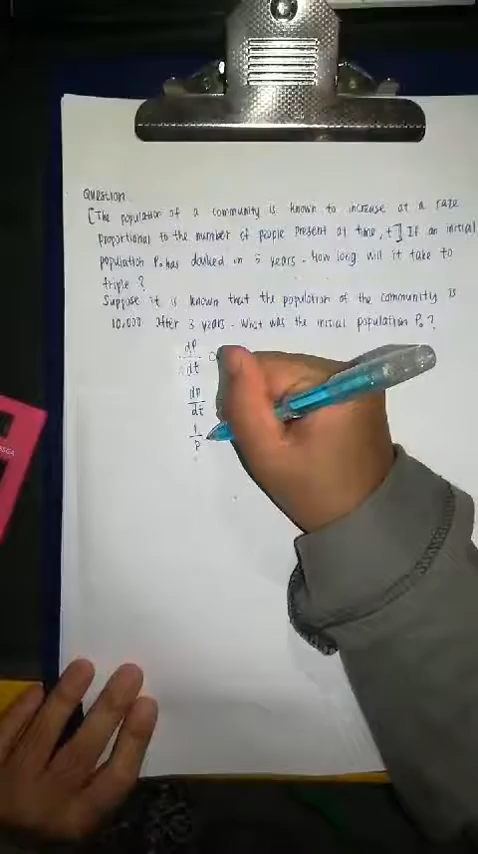 Question
[The population of a community is known to increase at a rate
proportional to the number of people present at time, t] If an initial
population P₀ has doubled in 5 years. How long will it take to
triple ?
Suppose it is known that the population of the community is
10,000 after 3 years. What was the initial population P₀ ?
dP/dt
dP/dt
1/P